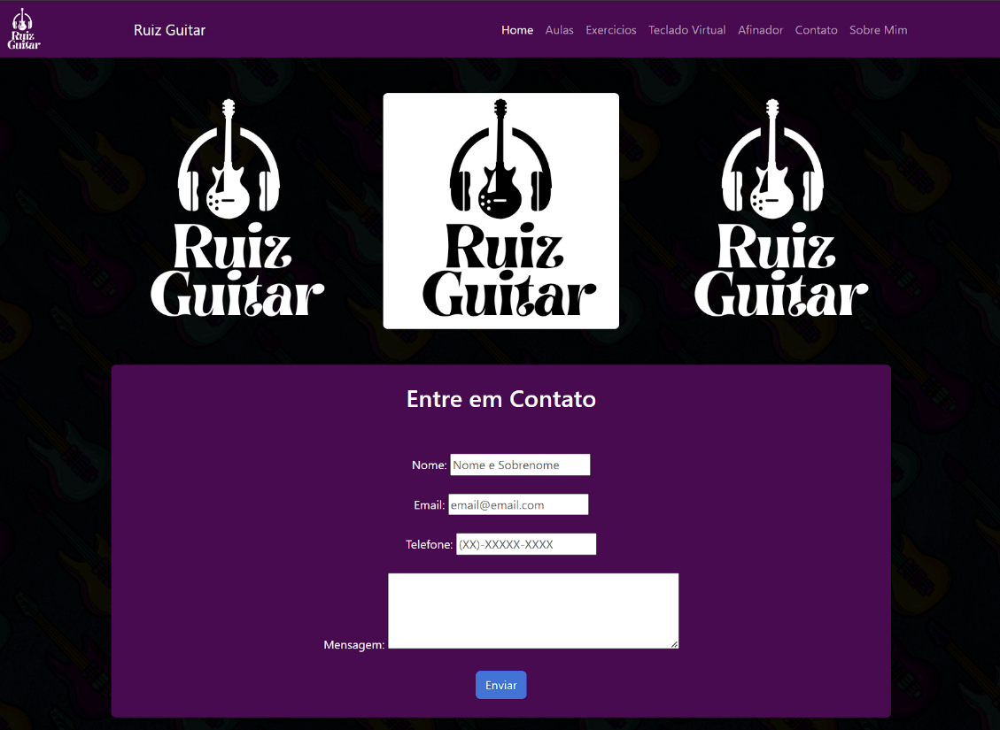 Ruiz
Guitar
Ruiz Guitar
Home Aulas Exercicios Teclado Virtual Afinador Contato Sobre Mim
Ruiz
Guitar
Ruiz
Guitar
Ruiz
Guitar
Entre em Contato
Nome: Nome e Sobrenome
Email: email@email.com
Telefone: (XX)-XXXXX-XXXX
Mensagem:
Enviar